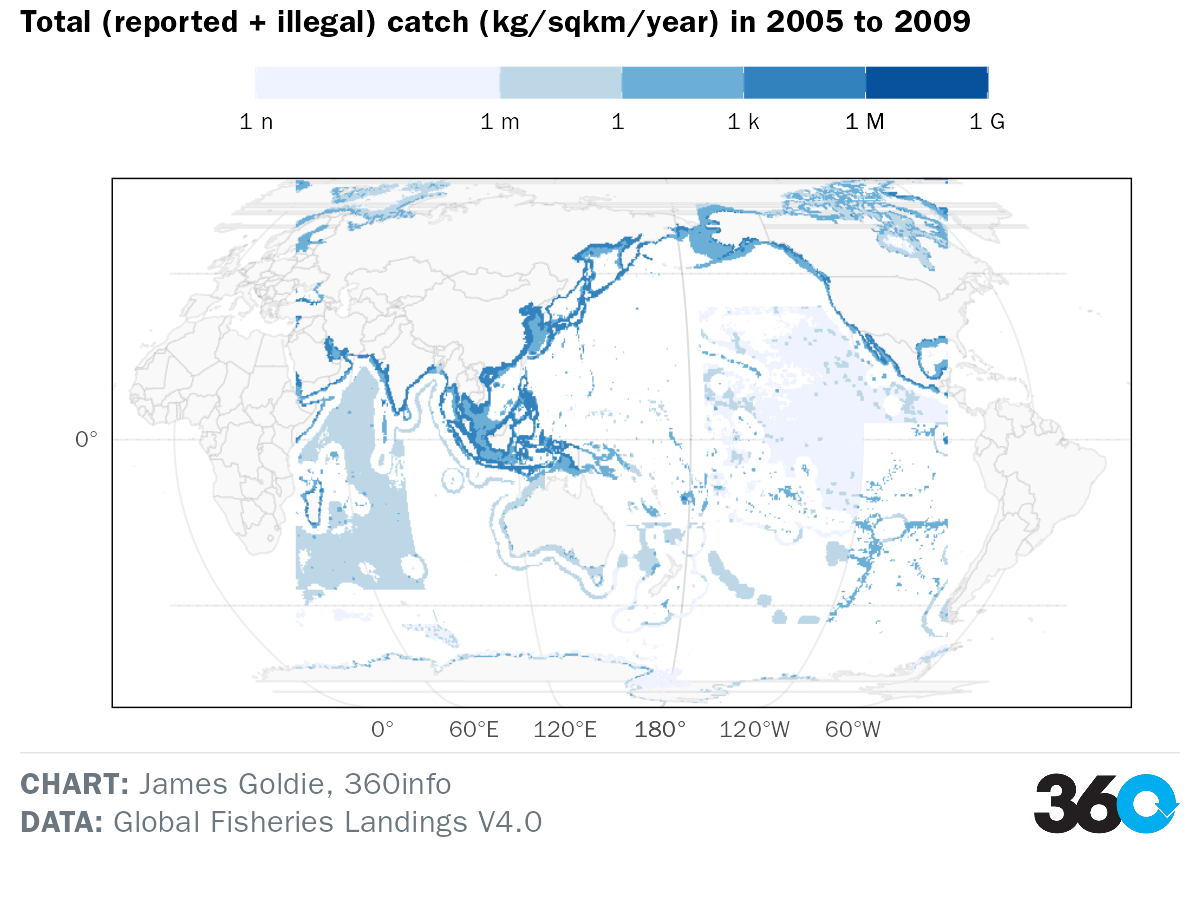 Total (reported + illegal) catch (kg/sqkm/year) in 2005 to 2009
1 n 1 m 1 1 k 1 M 1 G
0°
0° 60°E 120°E 180° 120°W 60°W
CHART: James Goldie, 360info
DATA: Global Fisheries Landings V4.0
360